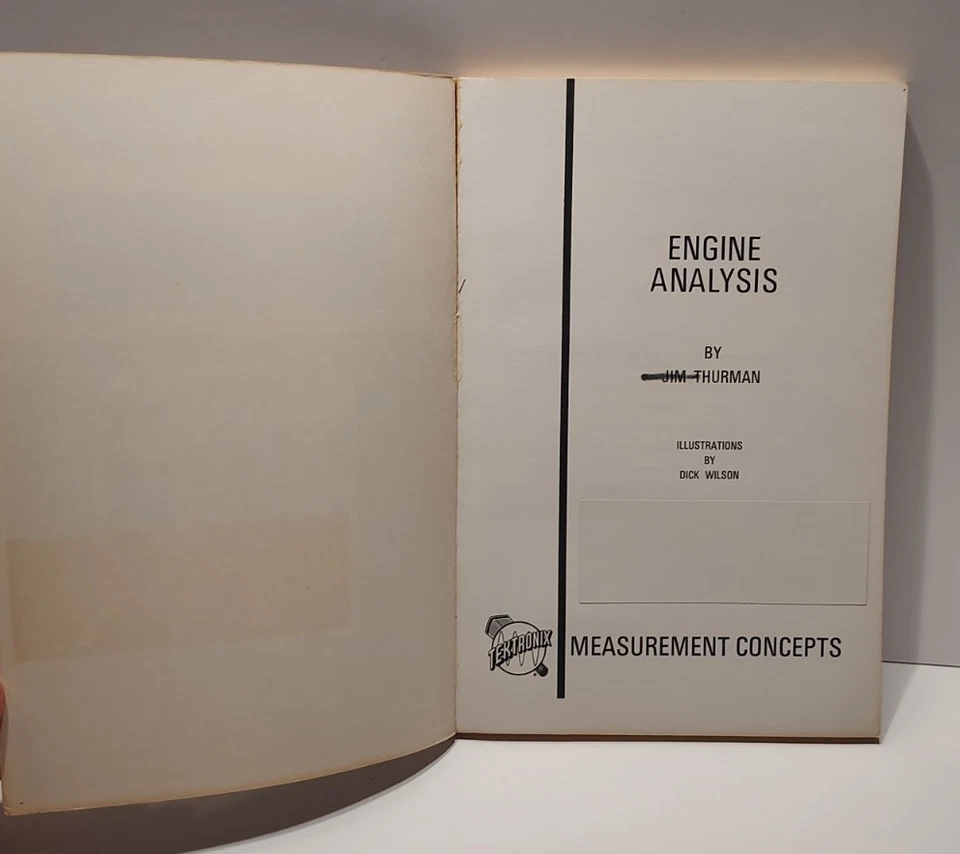 ENGINE
ANALYSIS
BY
JIM THURMAN
ILLUSTRATIONS
BY
DICK WILSON
TEKTRONIX
MEASUREMENT CONCEPTS